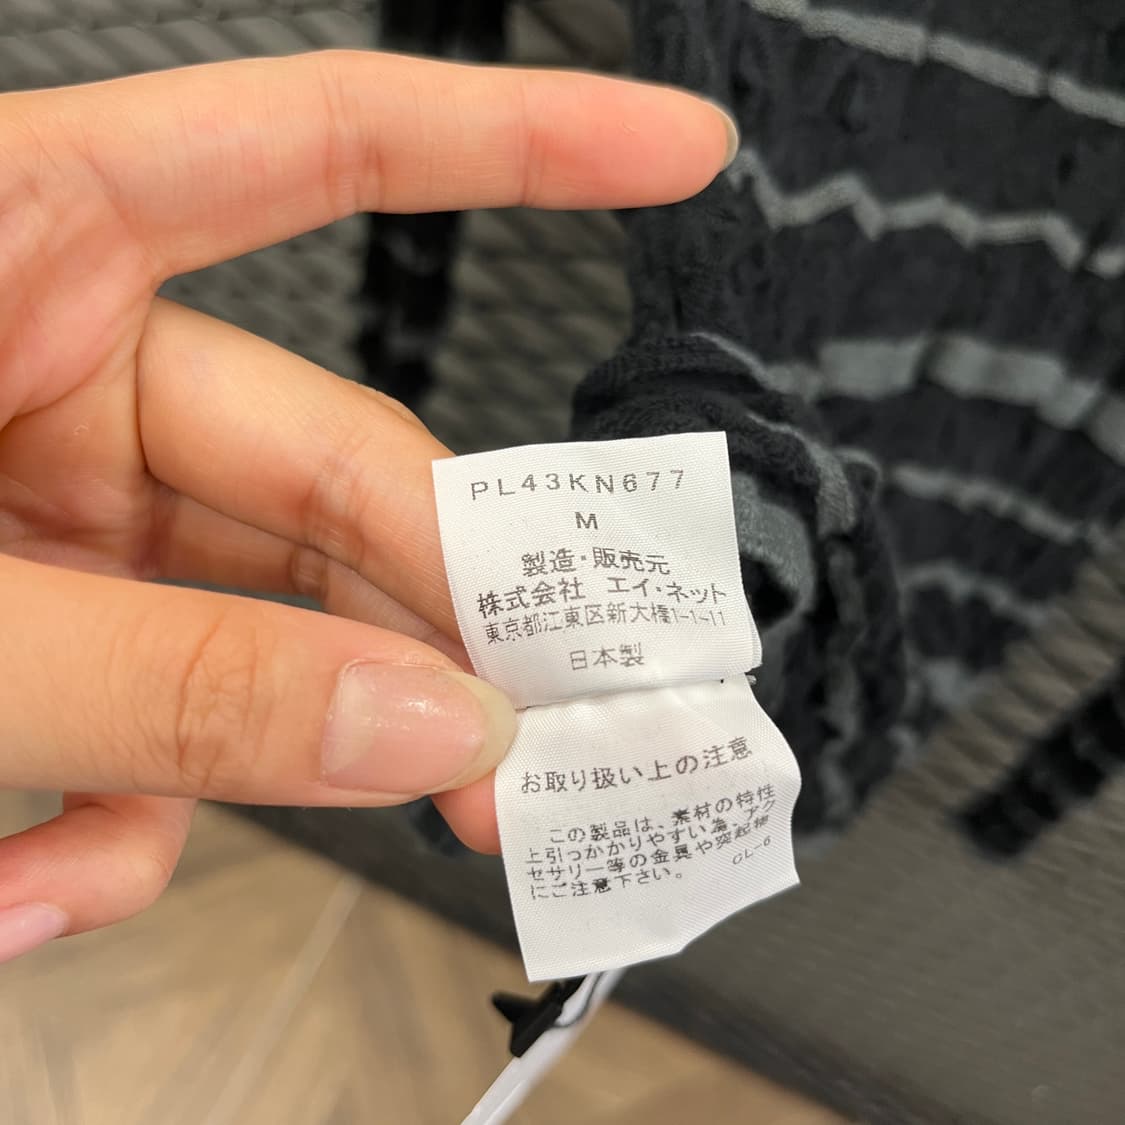 PL43KN677
M
製造・販売元
株式会社 エイ・ネット
東京都江東区新大橋1-1-11
日本製
お取り扱い上の注意
この製品は、素材の特性
上引っかかりやすい為、アク
セサリー等の金具や突起物
にご注意下さい。
CL-6